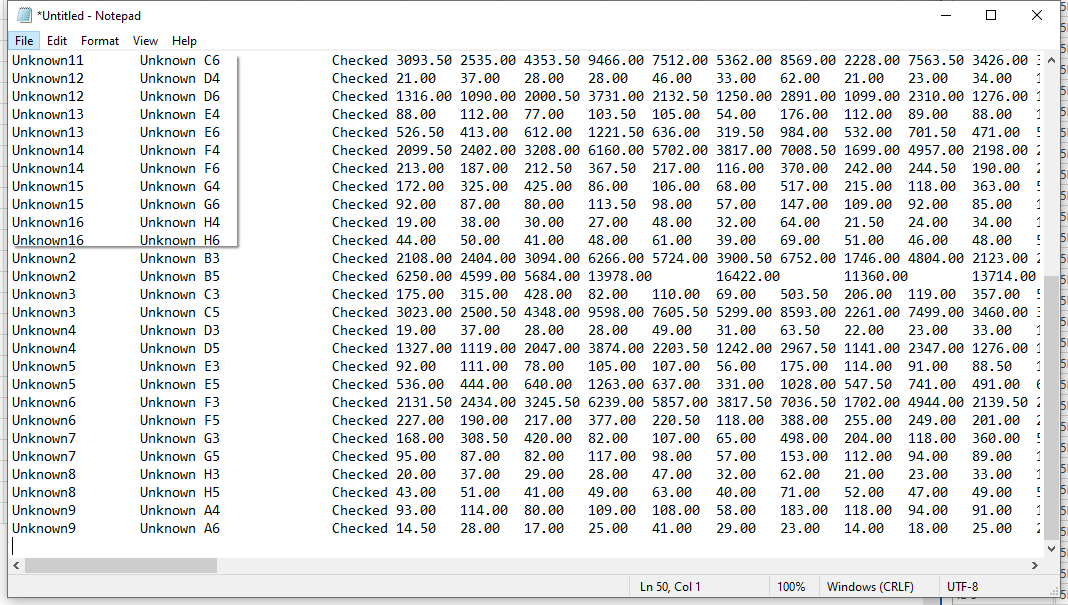 *Untitled - Notepad
File Edit Format View Help
Unknown11 Unknown C6 Checked 3093.50 2535.00 4353.50 9466.00 7512.00 5362.00 8569.00 2228.00 7563.50 3426.00
Unknown12 Unknown D4 Checked 21.00 37.00 28.00 28.00 46.00 33.00 62.00 21.00 23.00 34.00 1
Unknown12 Unknown D6 Checked 1316.00 1090.00 2000.50 3731.00 2132.50 1250.00 2891.00 1099.00 2310.00 1276.00 1
Unknown13 Unknown E4 Checked 88.00 112.00 77.00 103.50 105.00 54.00 176.00 112.00 89.00 88.00 1
Unknown13 Unknown E6 Checked 526.50 413.00 612.00 1221.50 636.00 319.50 984.00 532.00 701.50 471.00 5
Unknown14 Unknown F4 Checked 2099.50 2402.00 3208.00 6160.00 5702.00 3817.00 7008.50 1699.00 4957.00 2198.00 2
Unknown14 Unknown F6 Checked 213.00 187.00 212.50 367.50 217.00 116.00 370.00 242.00 244.50 190.00 2
Unknown15 Unknown G4 Checked 172.00 325.00 425.00 86.00 106.00 68.00 517.00 215.00 118.00 363.00 5
Unknown15 Unknown G6 Checked 92.00 87.00 80.00 113.50 98.00 57.00 147.00 109.00 92.00 85.00 1
Unknown16 Unknown H4 Checked 19.00 38.00 30.00 27.00 48.00 32.00 64.00 21.50 24.00 34.00 1
Unknown16 Unknown H6 Checked 44.00 50.00 41.00 48.00 61.00 39.00 69.00 51.00 46.00 48.00 5
Unknown2 Unknown B3 Checked 2108.00 2404.00 3094.00 6266.00 5724.00 3900.50 6752.00 1746.00 4804.00 2123.00 2
Unknown2 Unknown B5 Checked 6250.00 4599.00 5684.00 13978.00 16422.00 11360.00 13714.00
Unknown3 Unknown C3 Checked 175.00 315.00 428.00 82.00 110.00 69.00 503.50 206.00 119.00 357.00 5
Unknown3 Unknown C5 Checked 3023.00 2500.50 4348.00 9598.00 7605.50 5299.00 8593.00 2261.00 7499.00 3460.00
Unknown4 Unknown D3 Checked 19.00 37.00 28.00 28.00 49.00 31.00 63.50 22.00 23.00 33.00 1
Unknown4 Unknown D5 Checked 1327.00 1119.00 2047.00 3874.00 2203.50 1242.00 2967.50 1141.00 2347.00 1276.00 1
Unknown5 Unknown E3 Checked 92.00 111.00 78.00 105.00 107.00 56.00 175.00 114.00 91.00 88.50 1
Unknown5 Unknown E5 Checked 536.00 444.00 640.00 1263.00 637.00 331.00 1028.00 547.50 741.00 491.00 6
Unknown6 Unknown F3 Checked 2131.50 2434.00 3245.50 6239.00 5857.00 3817.50 7036.50 1702.00 4944.00 2139.50 2
Unknown6 Unknown F5 Checked 227.00 190.00 217.00 377.00 220.50 118.00 388.00 255.00 249.00 201.00 2
Unknown7 Unknown G3 Checked 168.00 308.50 420.00 82.00 107.00 65.00 498.00 204.00 118.00 360.00 5
Unknown7 Unknown G5 Checked 95.00 87.00 82.00 117.00 98.00 57.00 153.00 112.00 94.00 89.00 1
Unknown8 Unknown H3 Checked 20.00 37.00 29.00 28.00 47.00 32.00 62.00 21.00 23.00 33.00 1
Unknown8 Unknown H5 Checked 43.00 51.00 41.00 49.00 63.00 40.00 71.00 52.00 47.00 49.00 5
Unknown9 Unknown A4 Checked 93.00 114.00 80.00 109.00 108.00 58.00 183.00 118.00 94.00 91.00 1
Unknown9 Unknown A6 Checked 14.50 28.00 17.00 25.00 41.00 29.00 23.00 14.00 18.00 25.00 2
Ln 50, Col 1 100% Windows (CRLF) UTF-8